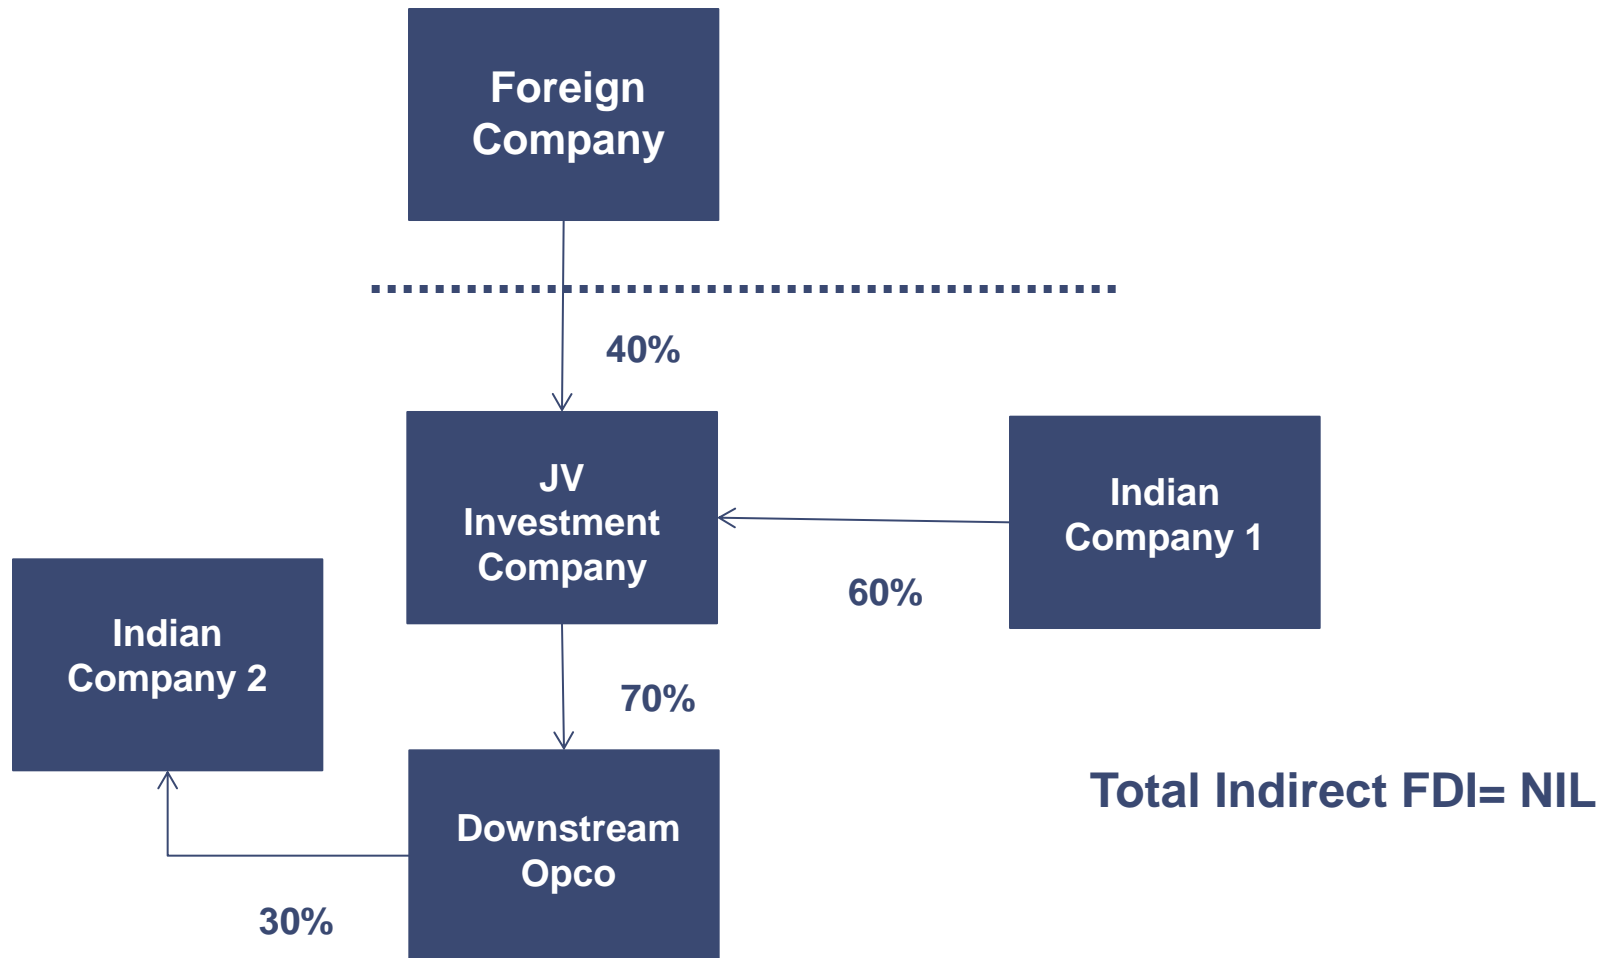 Foreign
Company
40%
JV
Investment
Company
Indian
Company 1
60%
Indian
Company 2
70%
Total Indirect FDI= NIL
Downstream
Opco
30%